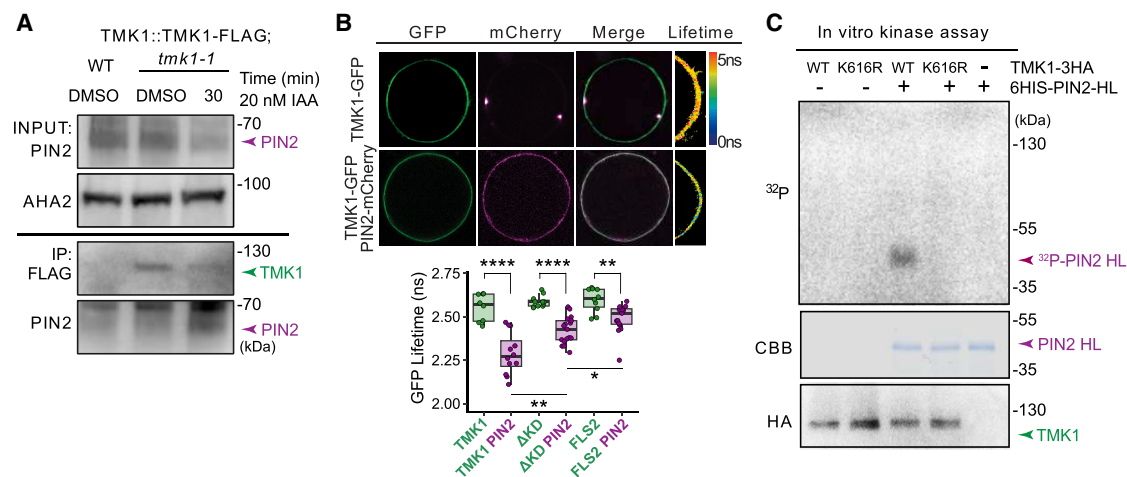 A
TMK1::TMK1-FLAG;
WT tmk1-1
DMSO DMSO 30
Time (min)
20 nM IAA
INPUT:
PIN2
-70
PIN2
AHA2
-100
IP:
FLAG
-130
TMK1
PIN2
-70
PIN2
(kDa)
B
GFP mCherry Merge Lifetime
TMK1-GFP
5ns
0ns
TMK1-GFP
PIN2-mCherry
**** **** **
GFP Lifetime (ns)
2.75
2.50
2.25
2.00
*
**
TMK1
TMK1 PIN2
ΔKD
ΔKD PIN2
FLS2
FLS2 PIN2
C
In vitro kinase assay
WT K616R WT K616R - TMK1-3HA
- - + + + 6HIS-PIN2-HL
(kDa)
32P
-130
-55
32P-PIN2 HL
-35
CBB
-55
PIN2 HL
-35
HA
-130
TMK1